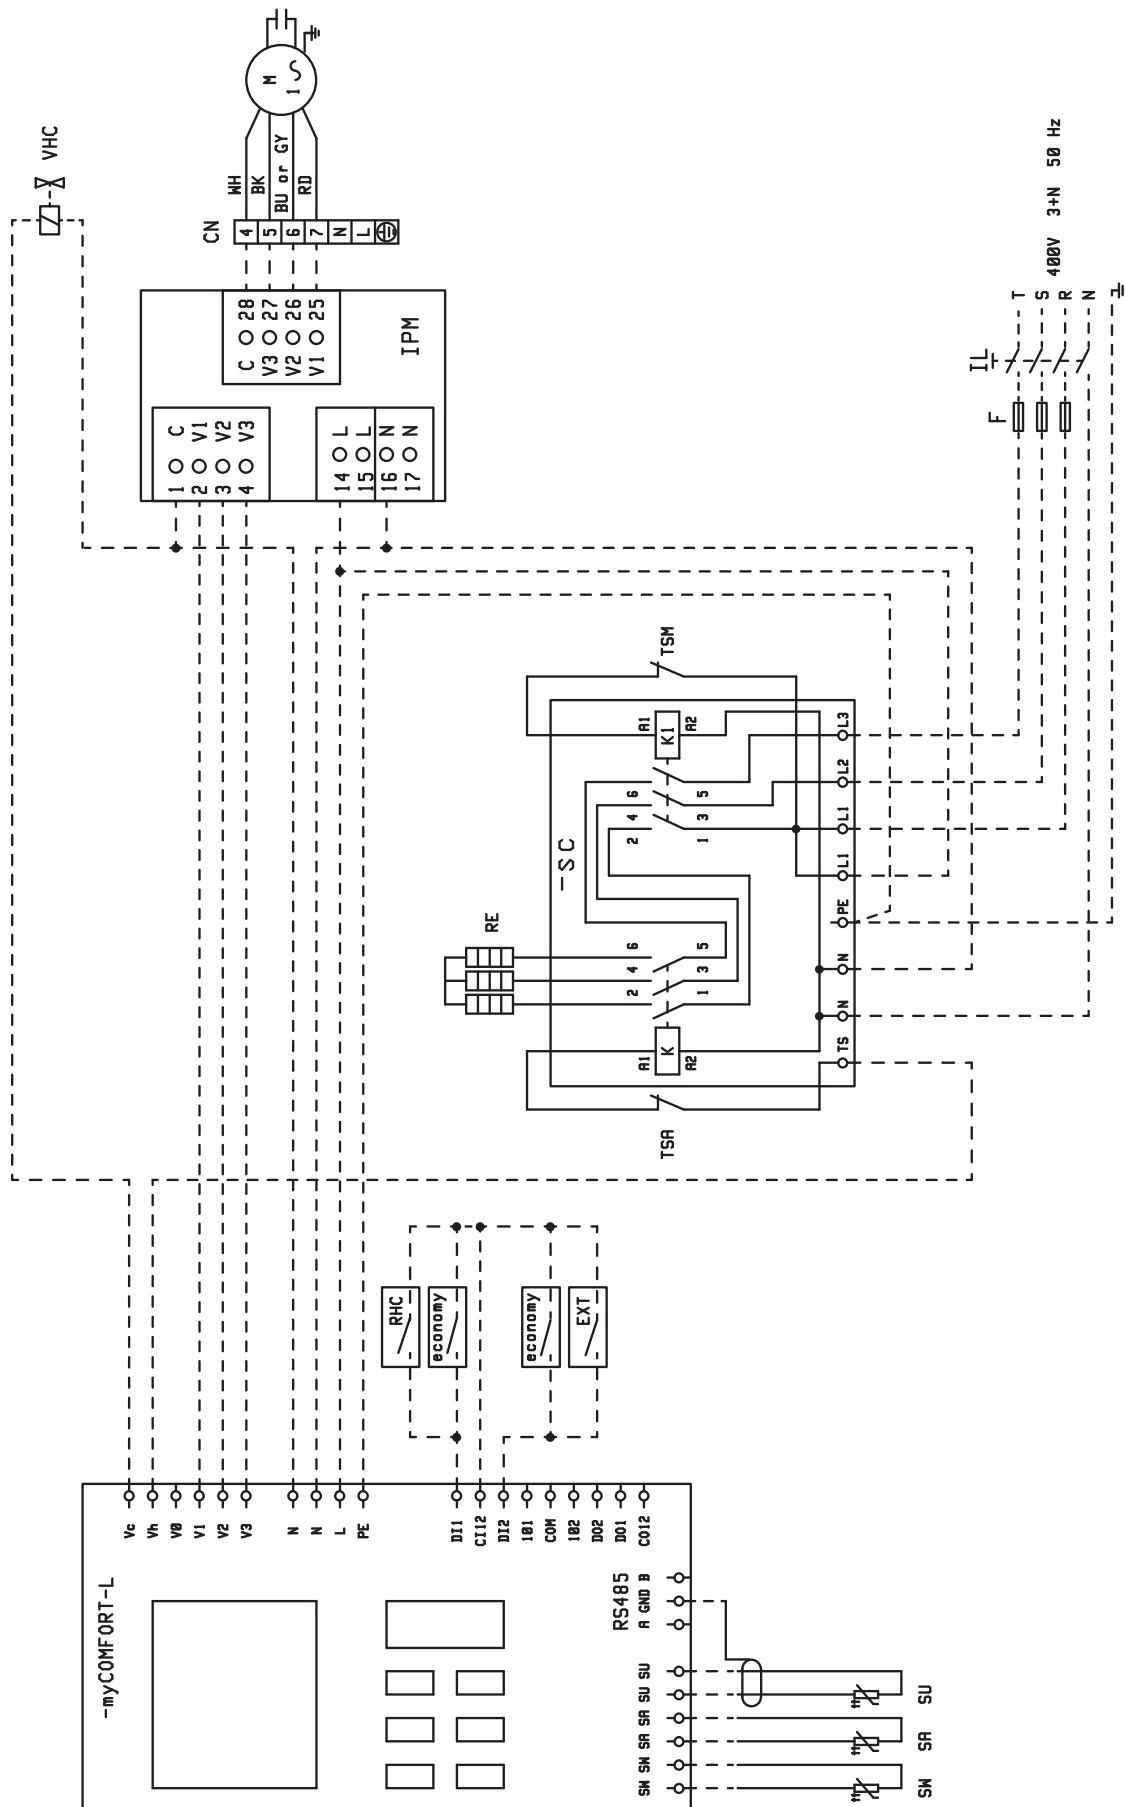 VHC
M
1
WH
BK
BU or GY
RD
CN
4
5
6
7
N
L
C 28
V3 27
V2 26
V1 25
IPM
1 C
2 V1
3 V2
4 V3
14 L
15 L
16 N
17 N
400V 3+N 50 Hz
T
S
R
N
IL
F
TSM
A1
K1
A2
6
4
2
5
3
1
-SC
RE
6
4
2
5
3
1
A1
K
A2
TSA
L3
L2
L1
L1
PE
N
N
TS
RHC
economy
economy
EXT
Vc
Vh
V0
V1
V2
V3
N
N
L
PE
DI1
CI12
DI2
101
COM
102
DO2
DO1
CO12
-myCOMFORT-L
RS485
A GND B
SW SW SA SA SU SU
SU
SA
SW